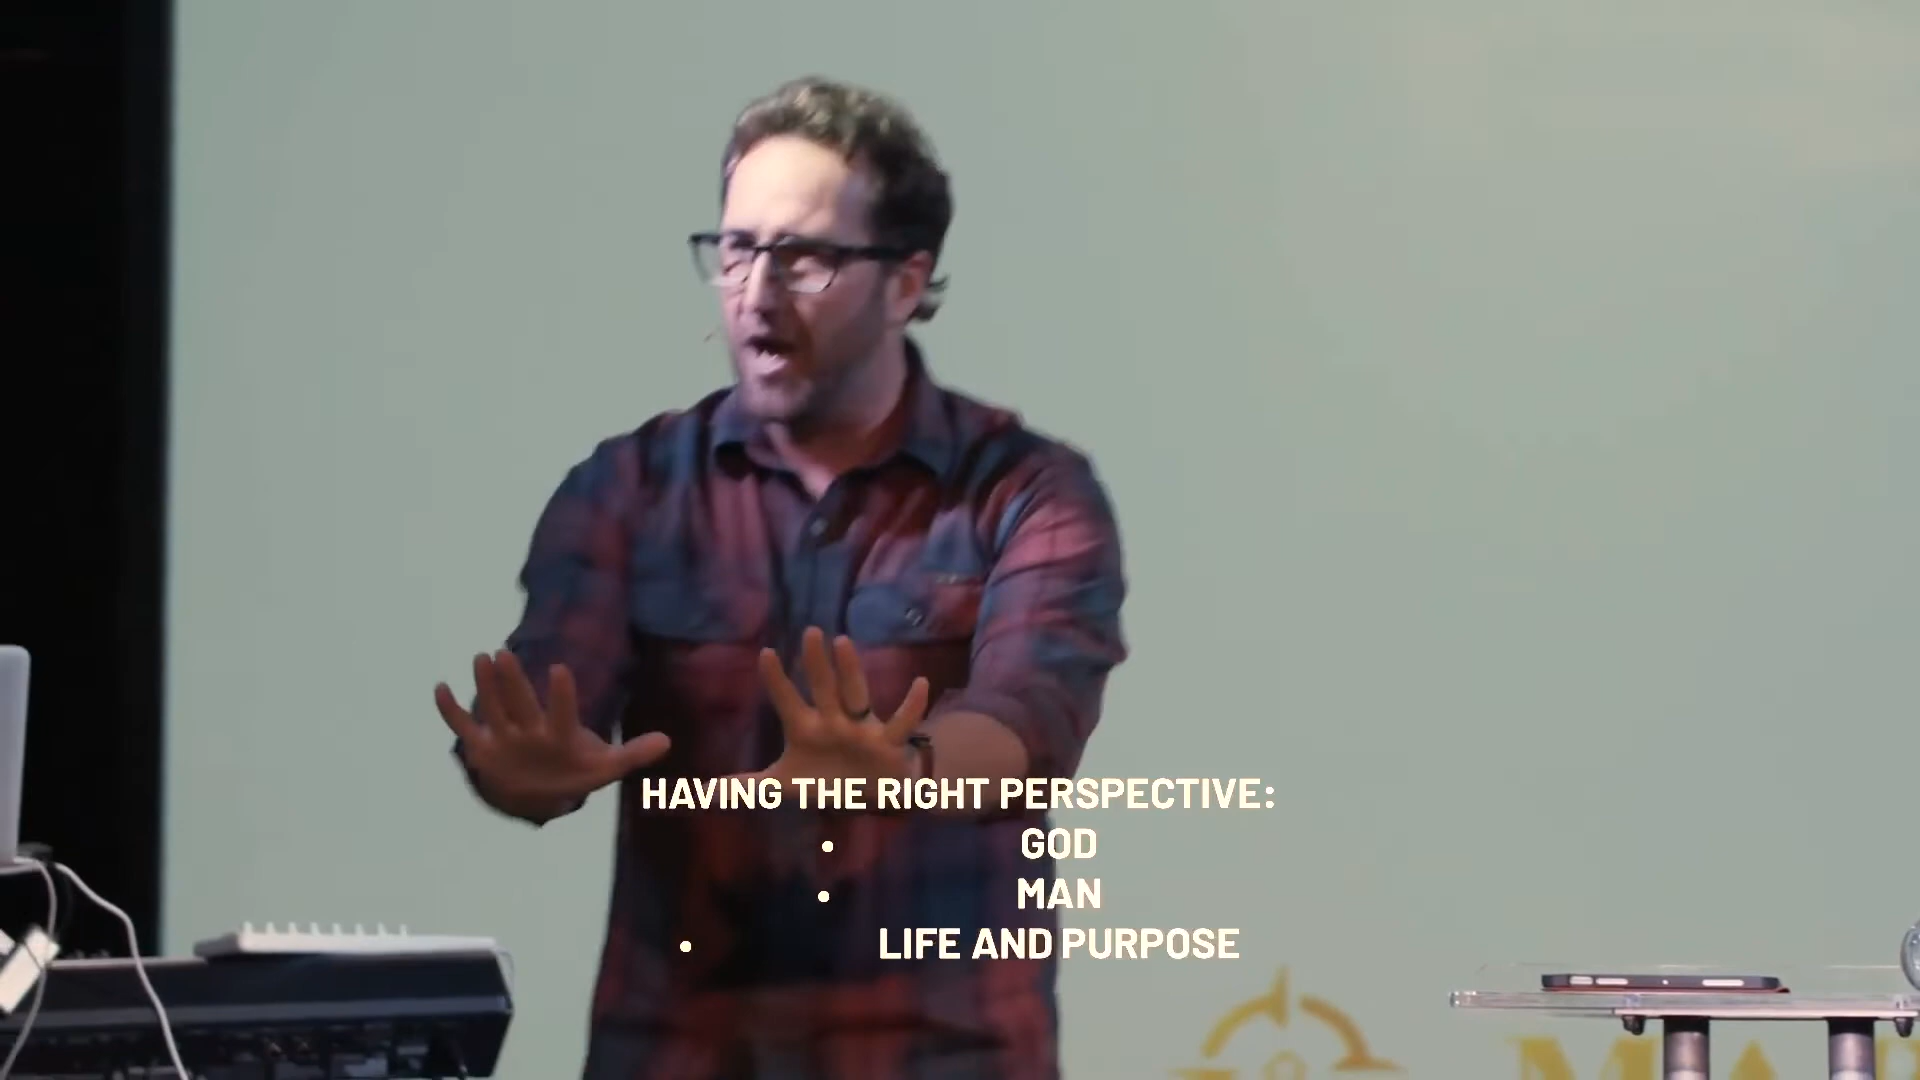 HAVING THE RIGHT PERSPECTIVE:
• GOD
• MAN
• LIFE AND PURPOSE